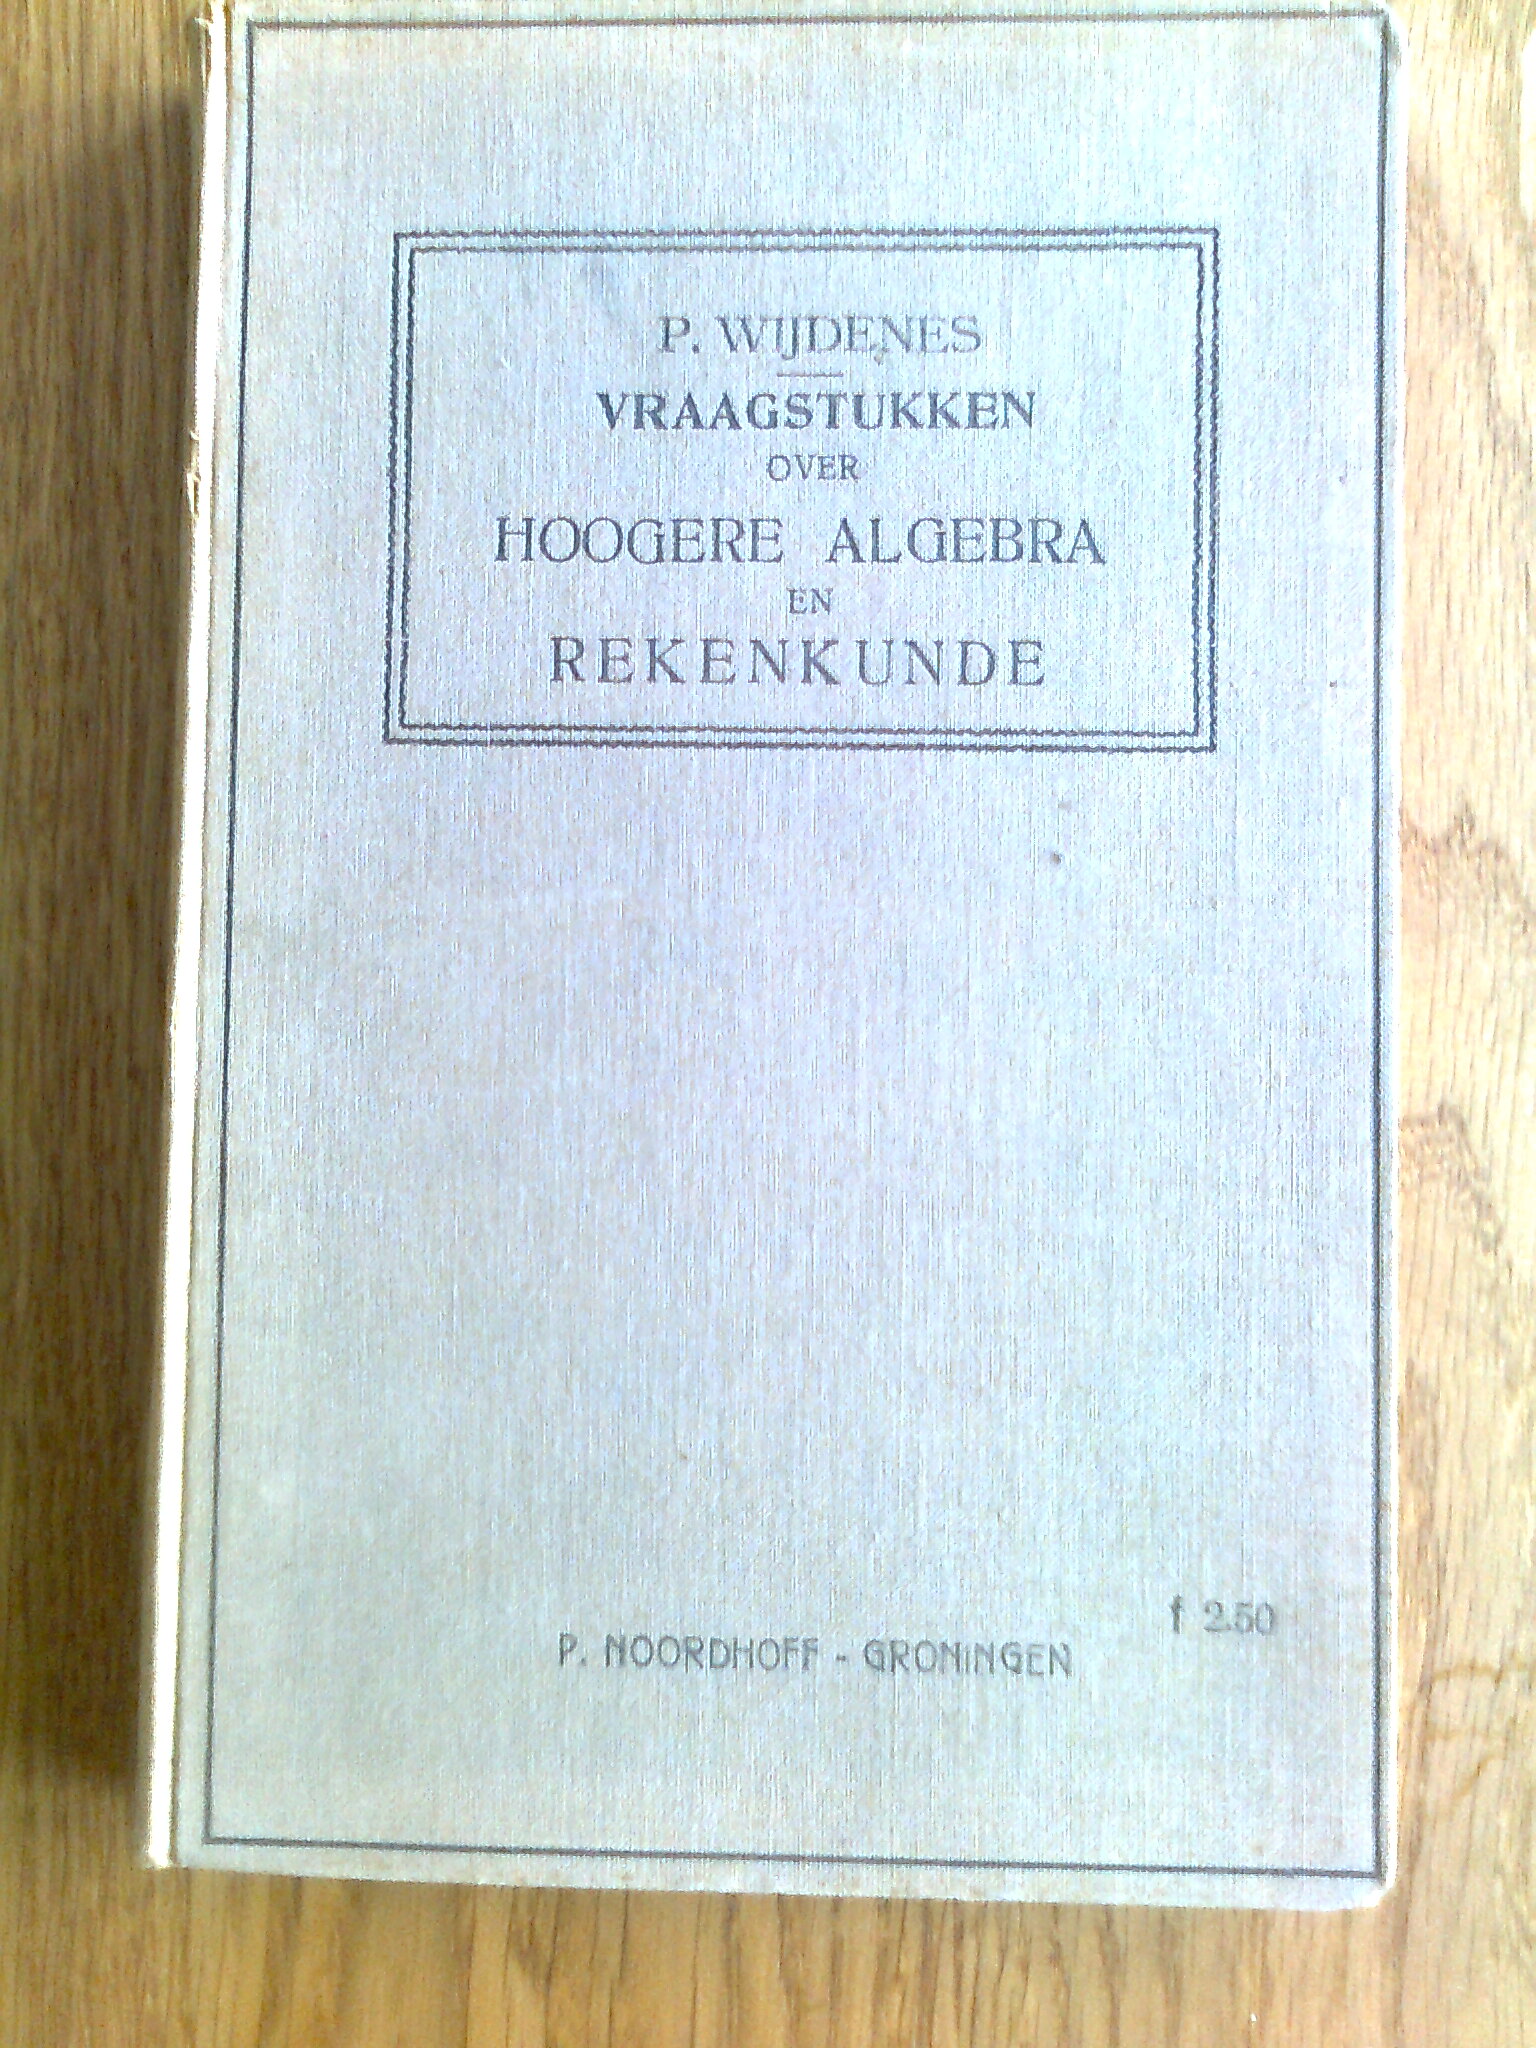 P. WIJDENES
VRAAGSTUKKEN
OVER
HOOGERE ALGEBRA
EN
REKENKUNDE
f 2.50
P. NOORDHOFF - GRONINGEN